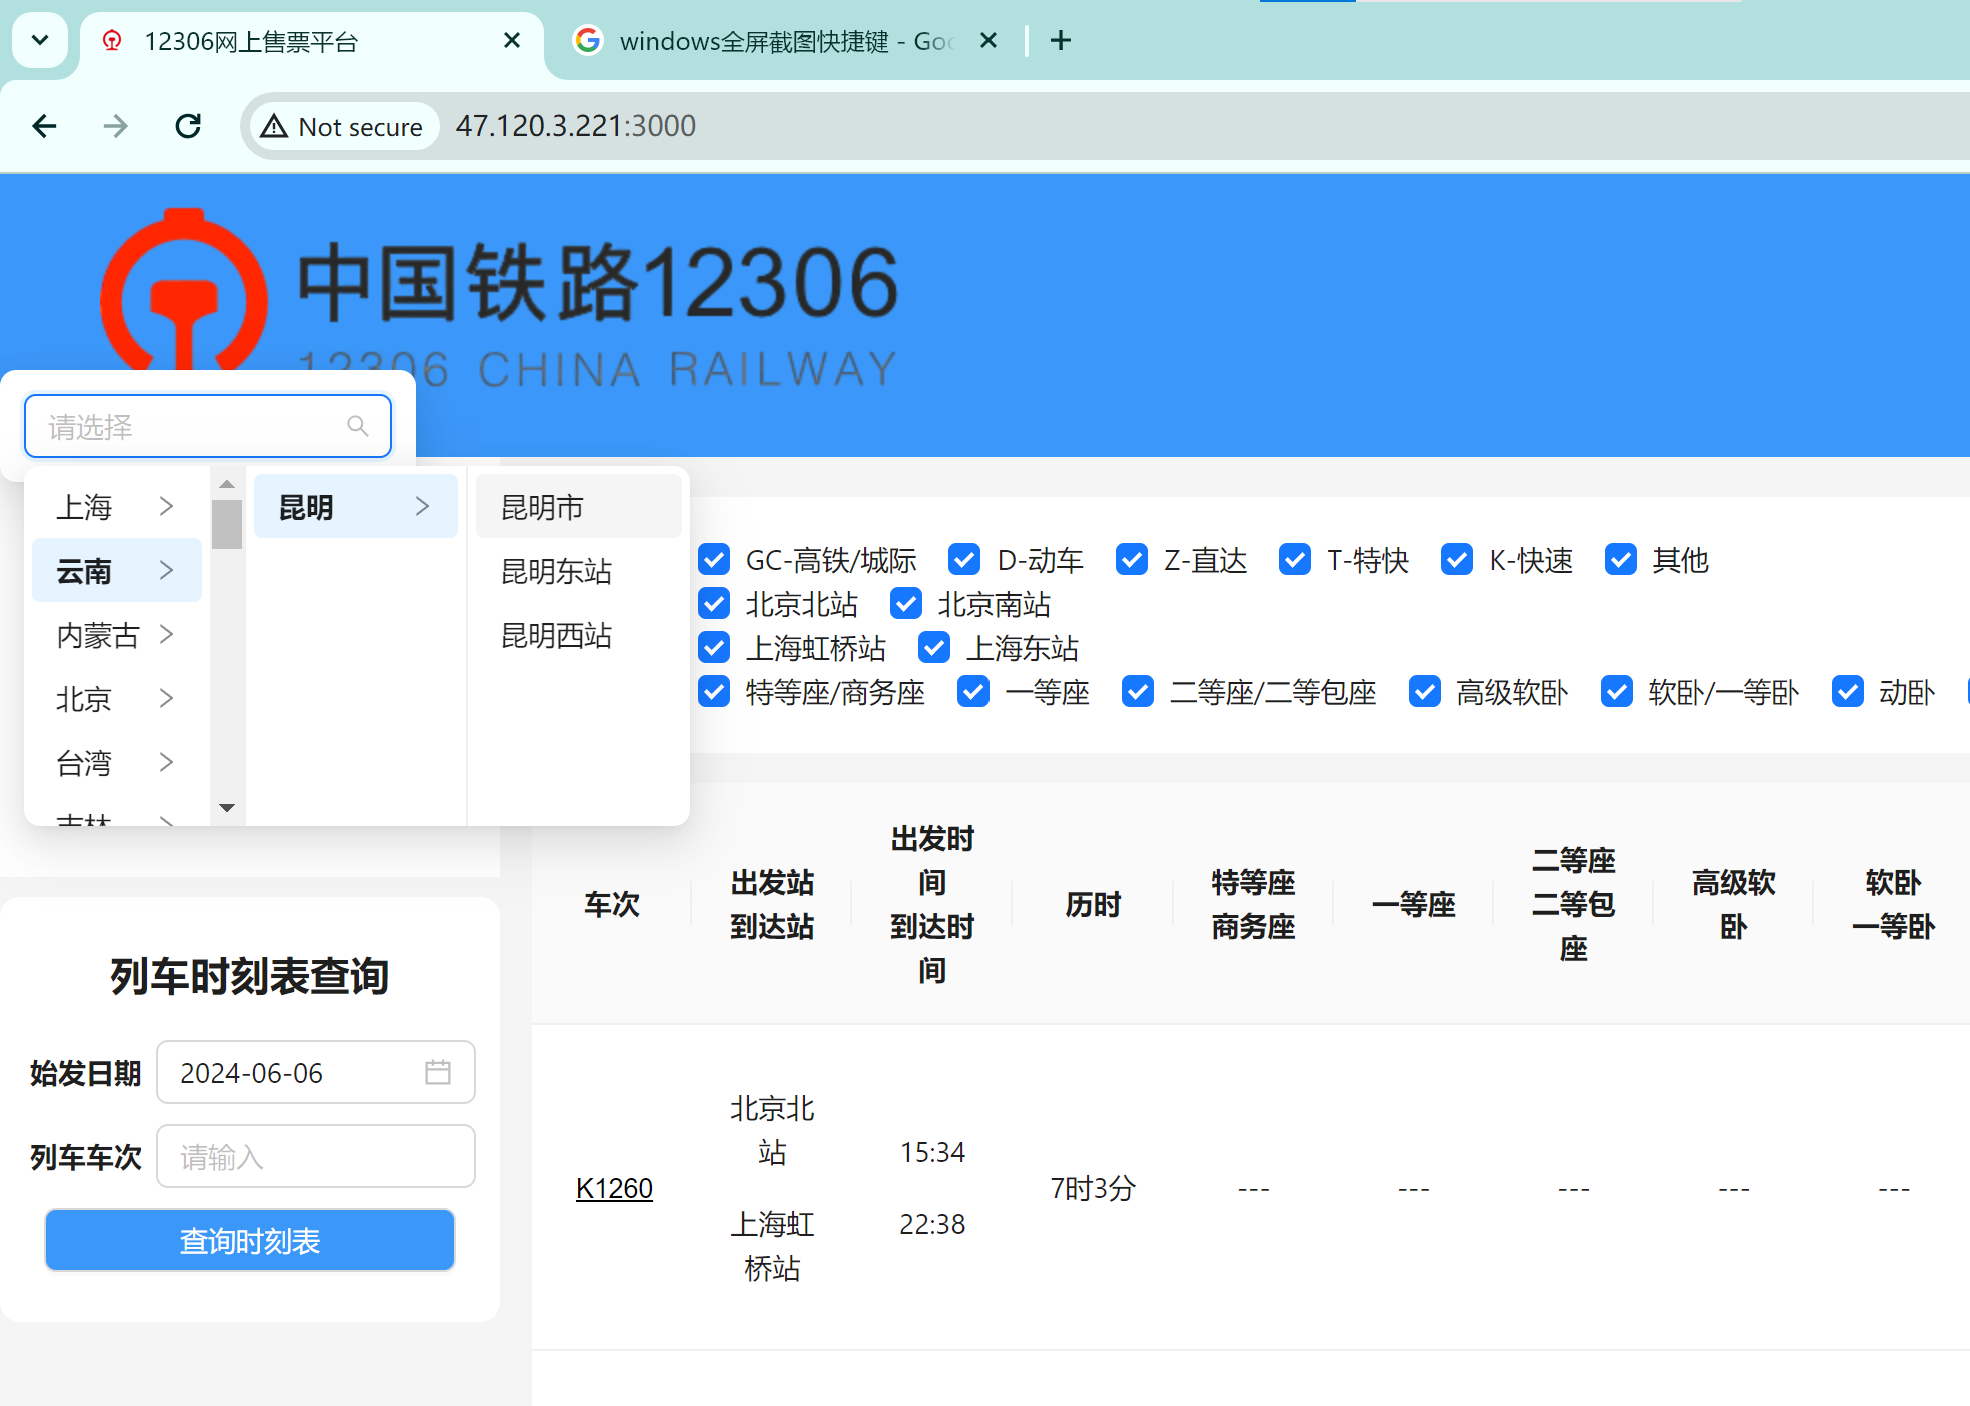 12306网上售票平台
windows全屏截图快捷键 - Goo
Not secure
47.120.3.221:3000
中国铁路12306
12306 CHINA RAILWAY
请选择
上海
云南
内蒙古
北京
台湾
吉林
昆明
昆明市
昆明东站
昆明西站
GC-高铁/城际 D-动车 Z-直达 T-特快 K-快速 其他
北京北站 北京南站
上海虹桥站 上海东站
特等座/商务座 一等座 二等座/二等包座 高级软卧 软卧/一等卧 动卧
车次
出发站
到达站
出发时
间
到达时
间
历时
特等座
商务座
一等座
二等座
二等包
座
高级软
卧
软卧
一等卧
列车时刻表查询
始发日期 2024-06-06
列车车次 请输入
查询时刻表
K1260
北京北
站
上海虹
桥站
15:34
22:38
7时3分
---
---
---
---
---